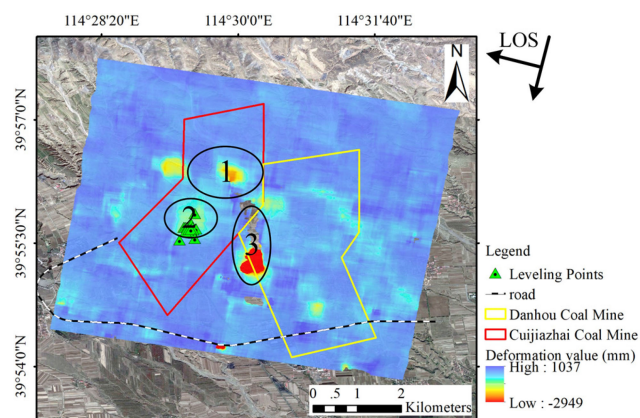 114°28'20"E 114°30'0"E 114°31'40"E
LOS
N
39°57'0"N
39°55'30"N
39°54'0"N
1
2
3
Legend
Leveling Points
road
Danhou Coal Mine
Cuijiazhai Coal Mine
Deformation value (mm)
High : 1037
Low : -2949
0 .5 1 2
Kilometers